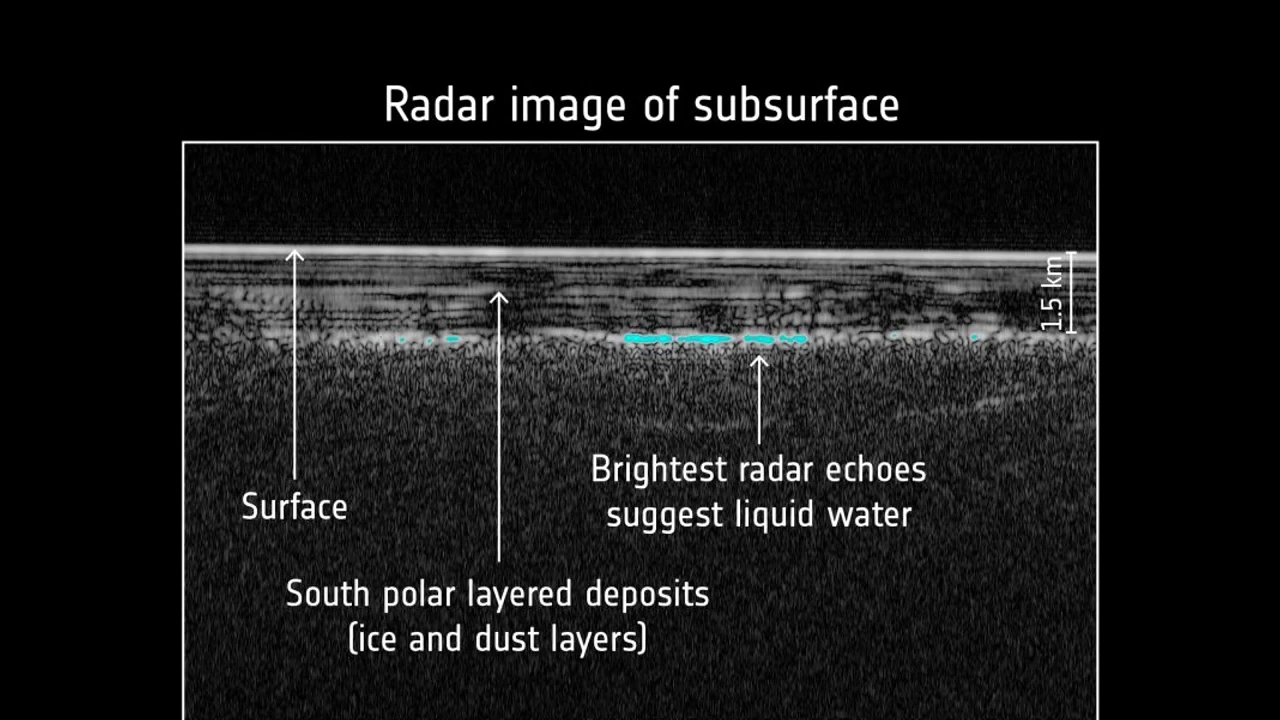 Radar image of subsurface
1.5 km
Brightest radar echoes
suggest liquid water
Surface
South polar layered deposits
(ice and dust layers)